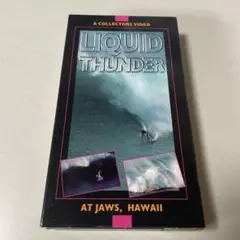 A COLLECTORS VIDEO
LIQUID
THUNDER
AT JAWS, HAWAII